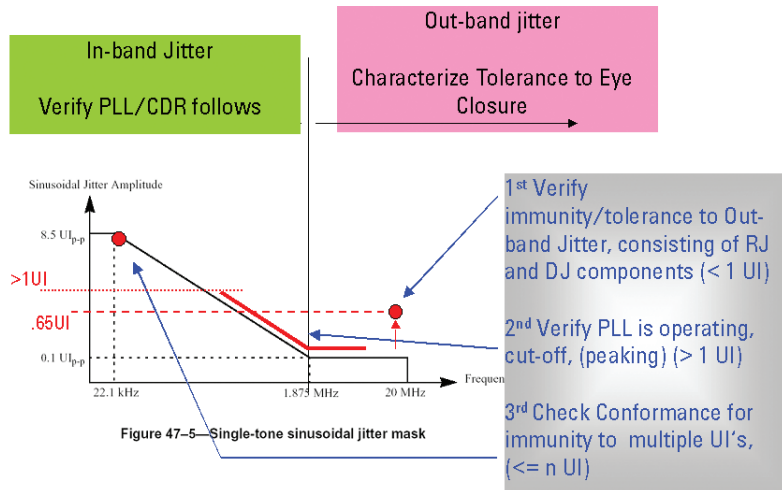 In-band Jitter
Verify PLL/CDR follows
Out-band jitter
Characterize Tolerance to Eye
Closure
Sinusoidal Jitter Amplitude
8.5 UIp-p
>1UI
.65UI
0.1 UIp-p
22.1 kHz
1.875 MHz
20 MHz
Frequen
Figure 47–5—Single-tone sinusoidal jitter mask
1st Verify
immunity/tolerance to Out-
band Jitter, consisting of RJ
and DJ components (< 1 UI)
2nd Verify PLL is operating,
cut-off, (peaking) (> 1 UI)
3rd Check Conformance for
immunity to multiple UI‘s,
(<= n UI)